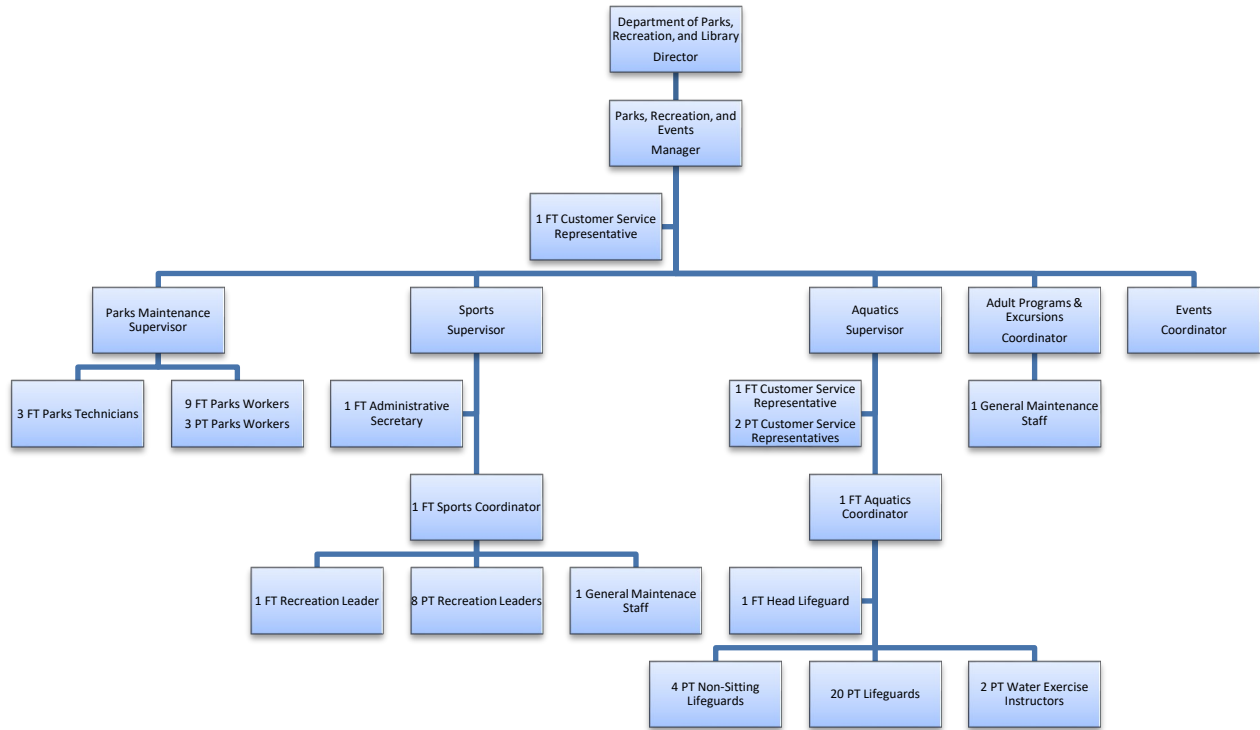 Department of Parks,
Recreation, and Library
Director
Parks, Recreation, and
Events
Manager
1 FT Customer Service
Representative
Parks Maintenance
Supervisor
Sports
Supervisor
Aquatics
Supervisor
Adult Programs &
Excursions
Coordinator
Events
Coordinator
3 FT Parks Technicians
9 FT Parks Workers
3 PT Parks Workers
1 FT Administrative
Secretary
1 FT Customer Service
Representative
2 PT Customer Service
Representatives
1 General Maintenance
Staff
1 FT Sports Coordinator
1 FT Aquatics
Coordinator
1 FT Recreation Leader
8 PT Recreation Leaders
1 General Maintenace
Staff
1 FT Head Lifeguard
4 PT Non-Sitting
Lifeguards
20 PT Lifeguards
2 PT Water Exercise
Instructors